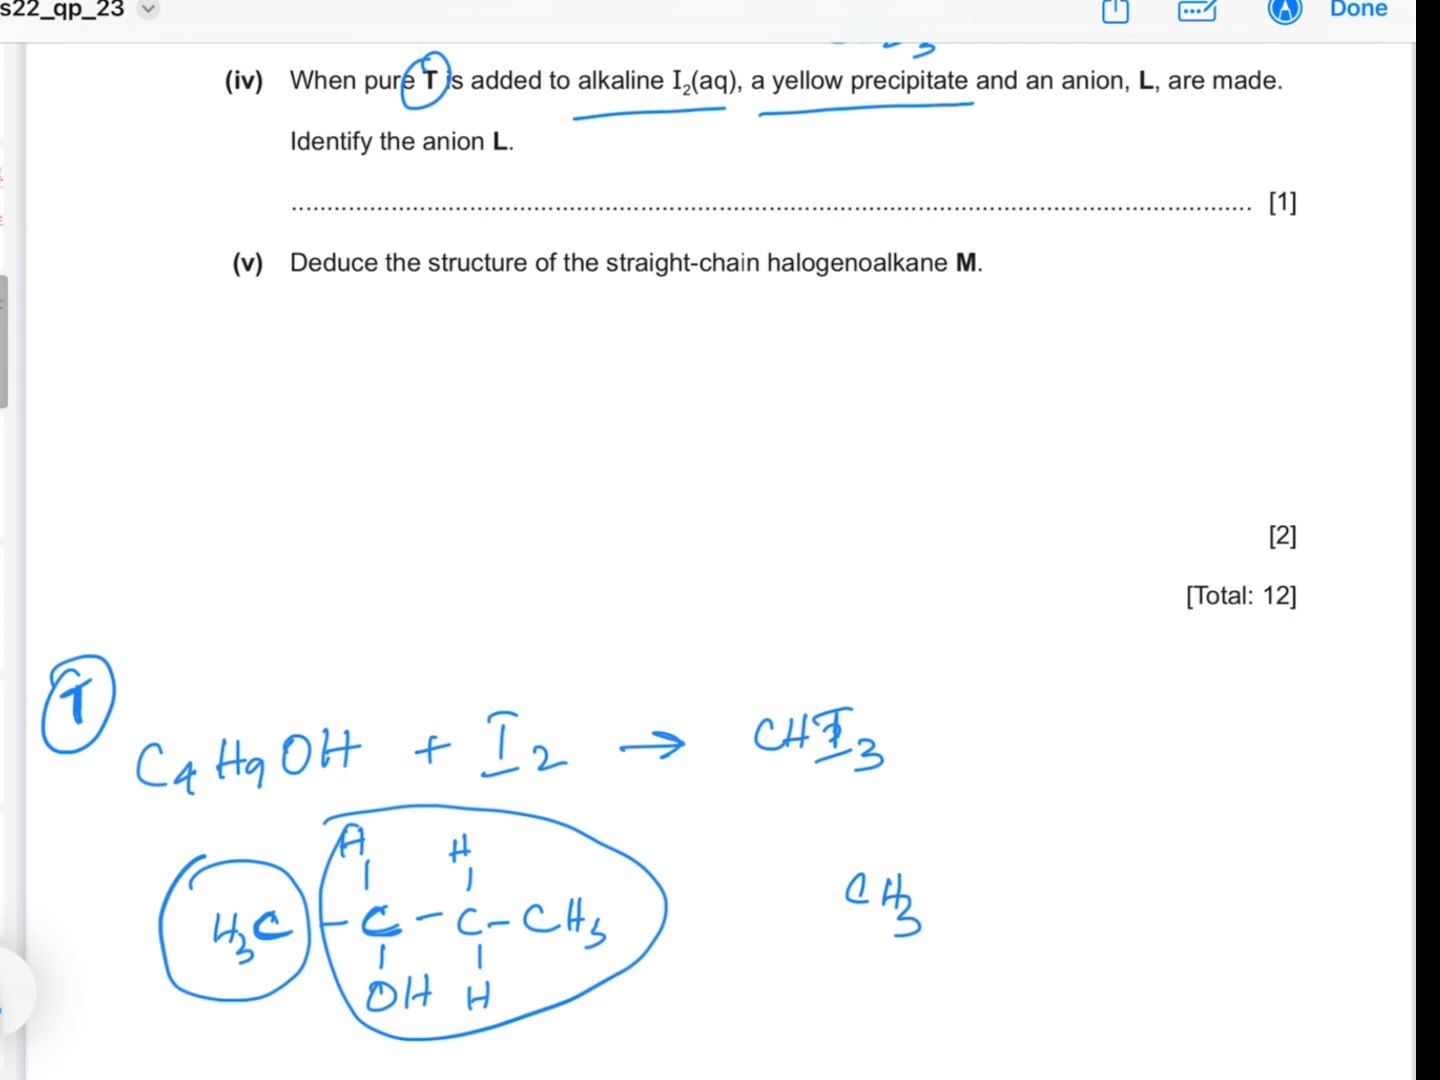 s22_qp_23 Done
(iv) When pure T is added to alkaline I₂(aq), a yellow precipitate and an anion, L, are made.
Identify the anion L.
.......................................................................................................................................... [1]
(v) Deduce the structure of the straight-chain halogenoalkane M.
[2]
[Total: 12]
T
C₄H₉OH + I₂ → CHI₃
H H
H₃C - C - C - CH₃ CH₃
OH H